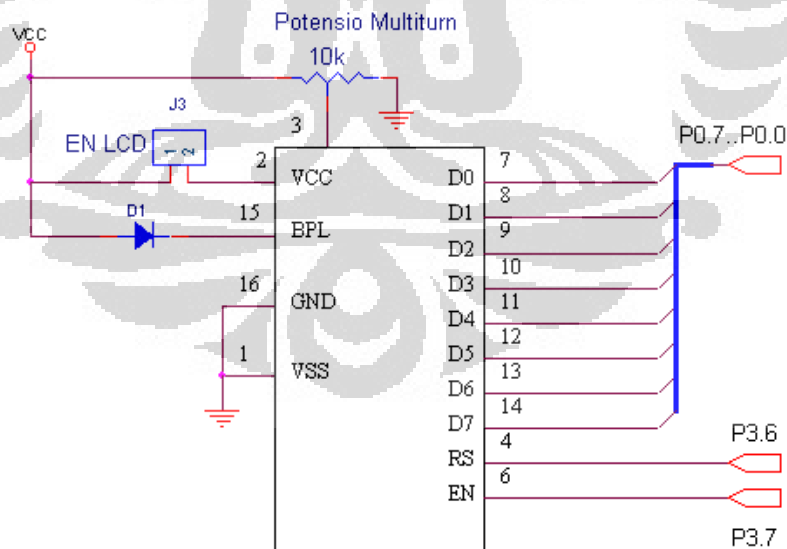 Potensio Multiturn
VCC
10k
J3
EN LCD
1
2
3
P0.7..P0.0
2
VCC
D0
7
D1
8
D1
15
BPL
D2
9
D3
10
16
GND
D4
11
D5
12
1
VSS
D6
13
D7
14
RS
4
P3.6
EN
6
P3.7